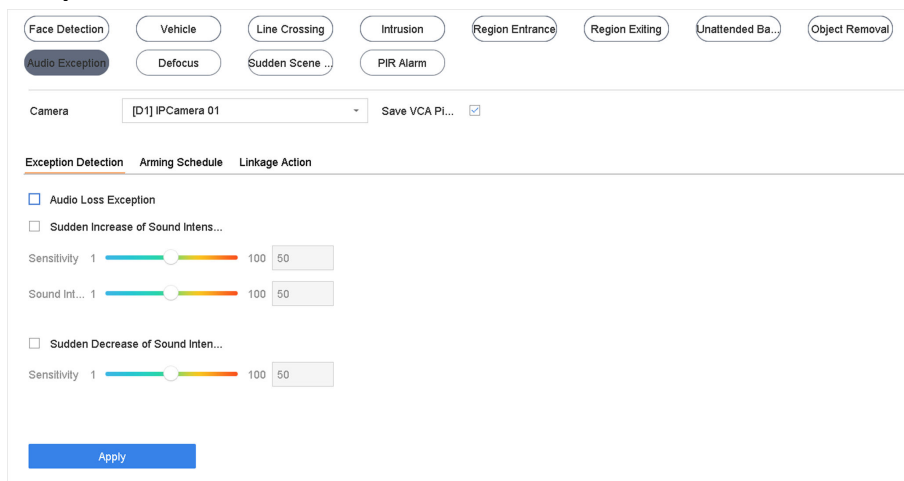 Face Detection Vehicle Line Crossing Intrusion Region Entrance Region Exiting Unattended Ba... Object Removal
Audio Exception Defocus Sudden Scene ... PIR Alarm
Camera [D1] IPCamera 01 Save VCA Pi...
Exception Detection Arming Schedule Linkage Action
Audio Loss Exception
Sudden Increase of Sound Intens...
Sensitivity 1 100 50
Sound Int... 1 100 50
Sudden Decrease of Sound Inten...
Sensitivity 1 100 50
Apply